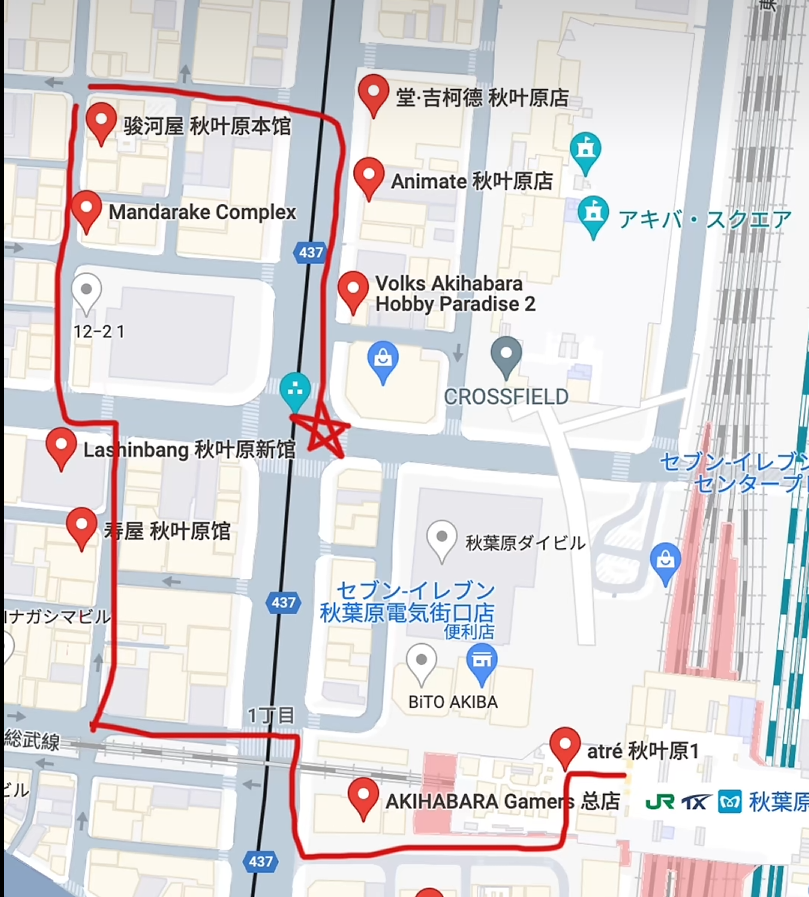 堂·吉柯德 秋叶原店
骏河屋 秋叶原本馆
Animate 秋叶原店
Mandarake Complex
アキバ・スクエア
437
Volks Akihabara
Hobby Paradise 2
12-2 1
CROSSFIELD
Lashinbang 秋叶原新馆
セブン-イレブン
センタープ
寿屋 秋叶原馆
秋葉原ダイビル
セブン-イレブン
秋葉原電気街口店
便利店
437
ナガシマビル
BiTO AKIBA
1丁目
総武線
atré 秋叶原1
ビル
AKIHABARA Gamers 总店
JR TX 秋葉原
437